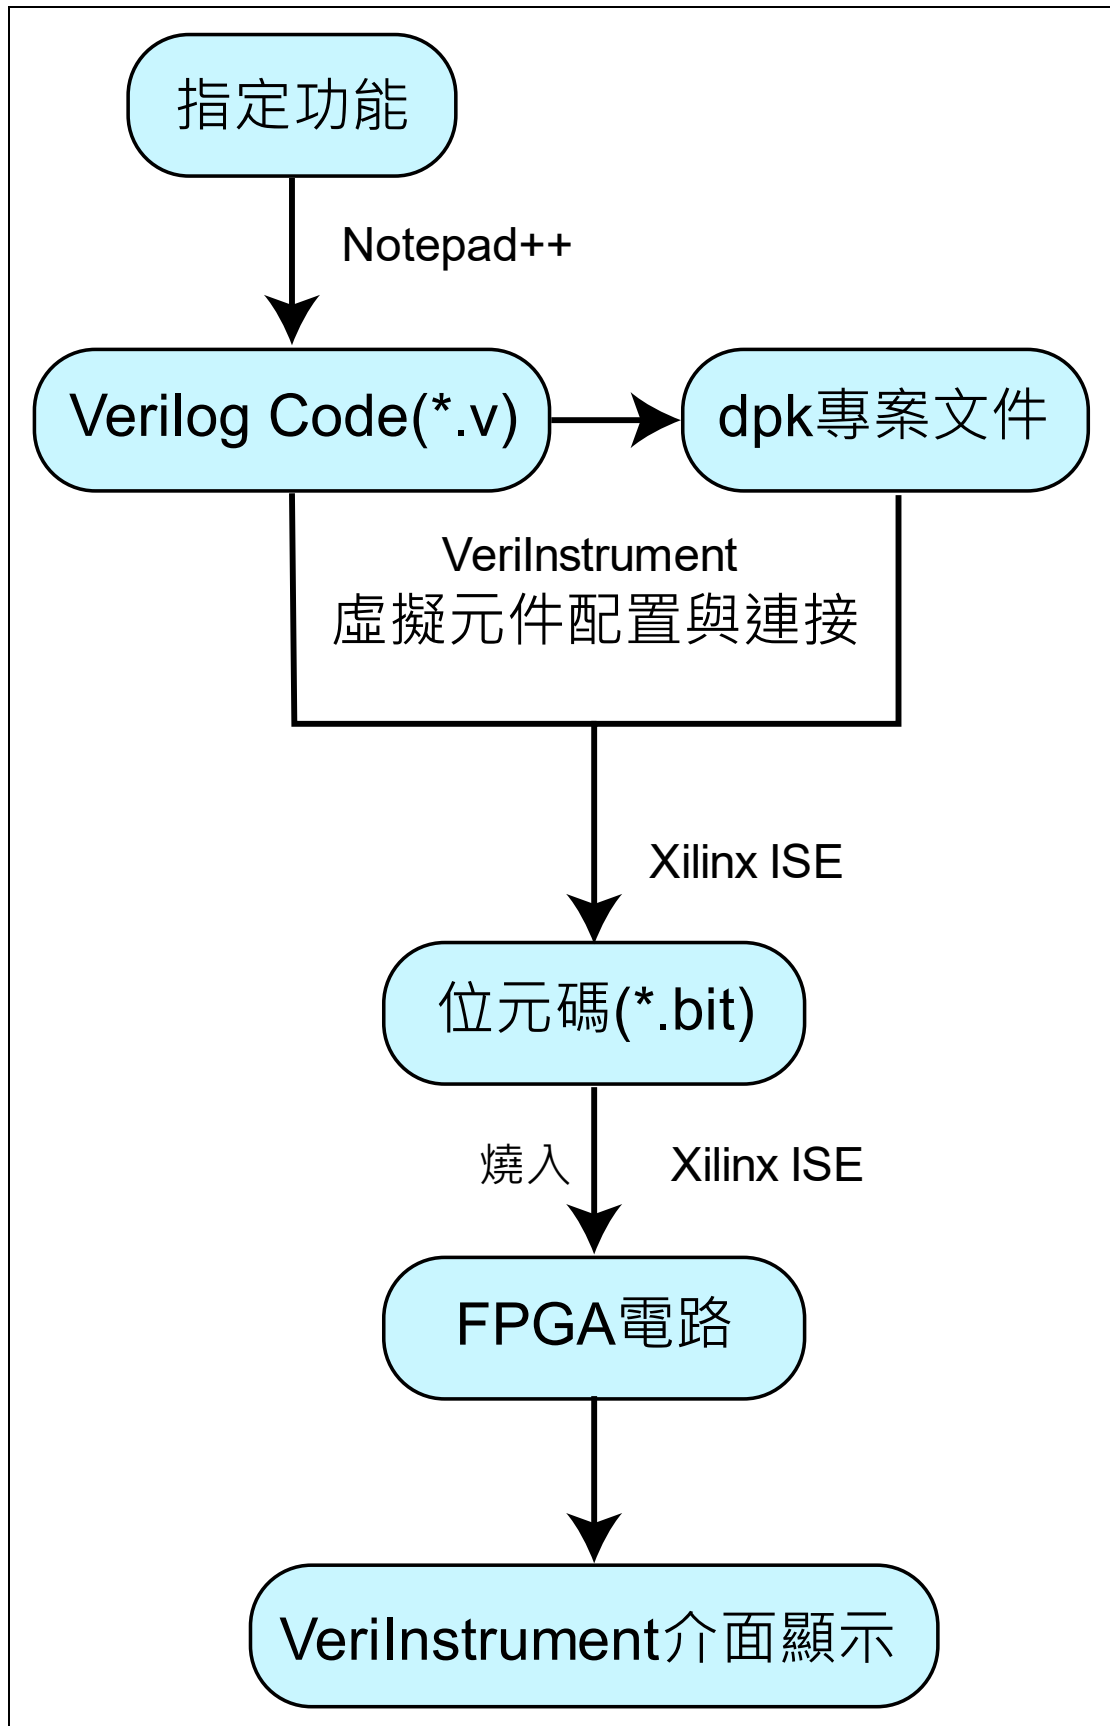 指定功能
Notepad++
Verilog Code(*.v)
dpk專案文件
VeriInstrument
虛擬元件配置與連接
Xilinx ISE
位元碼(*.bit)
燒入
Xilinx ISE
FPGA電路
VeriInstrument介面顯示